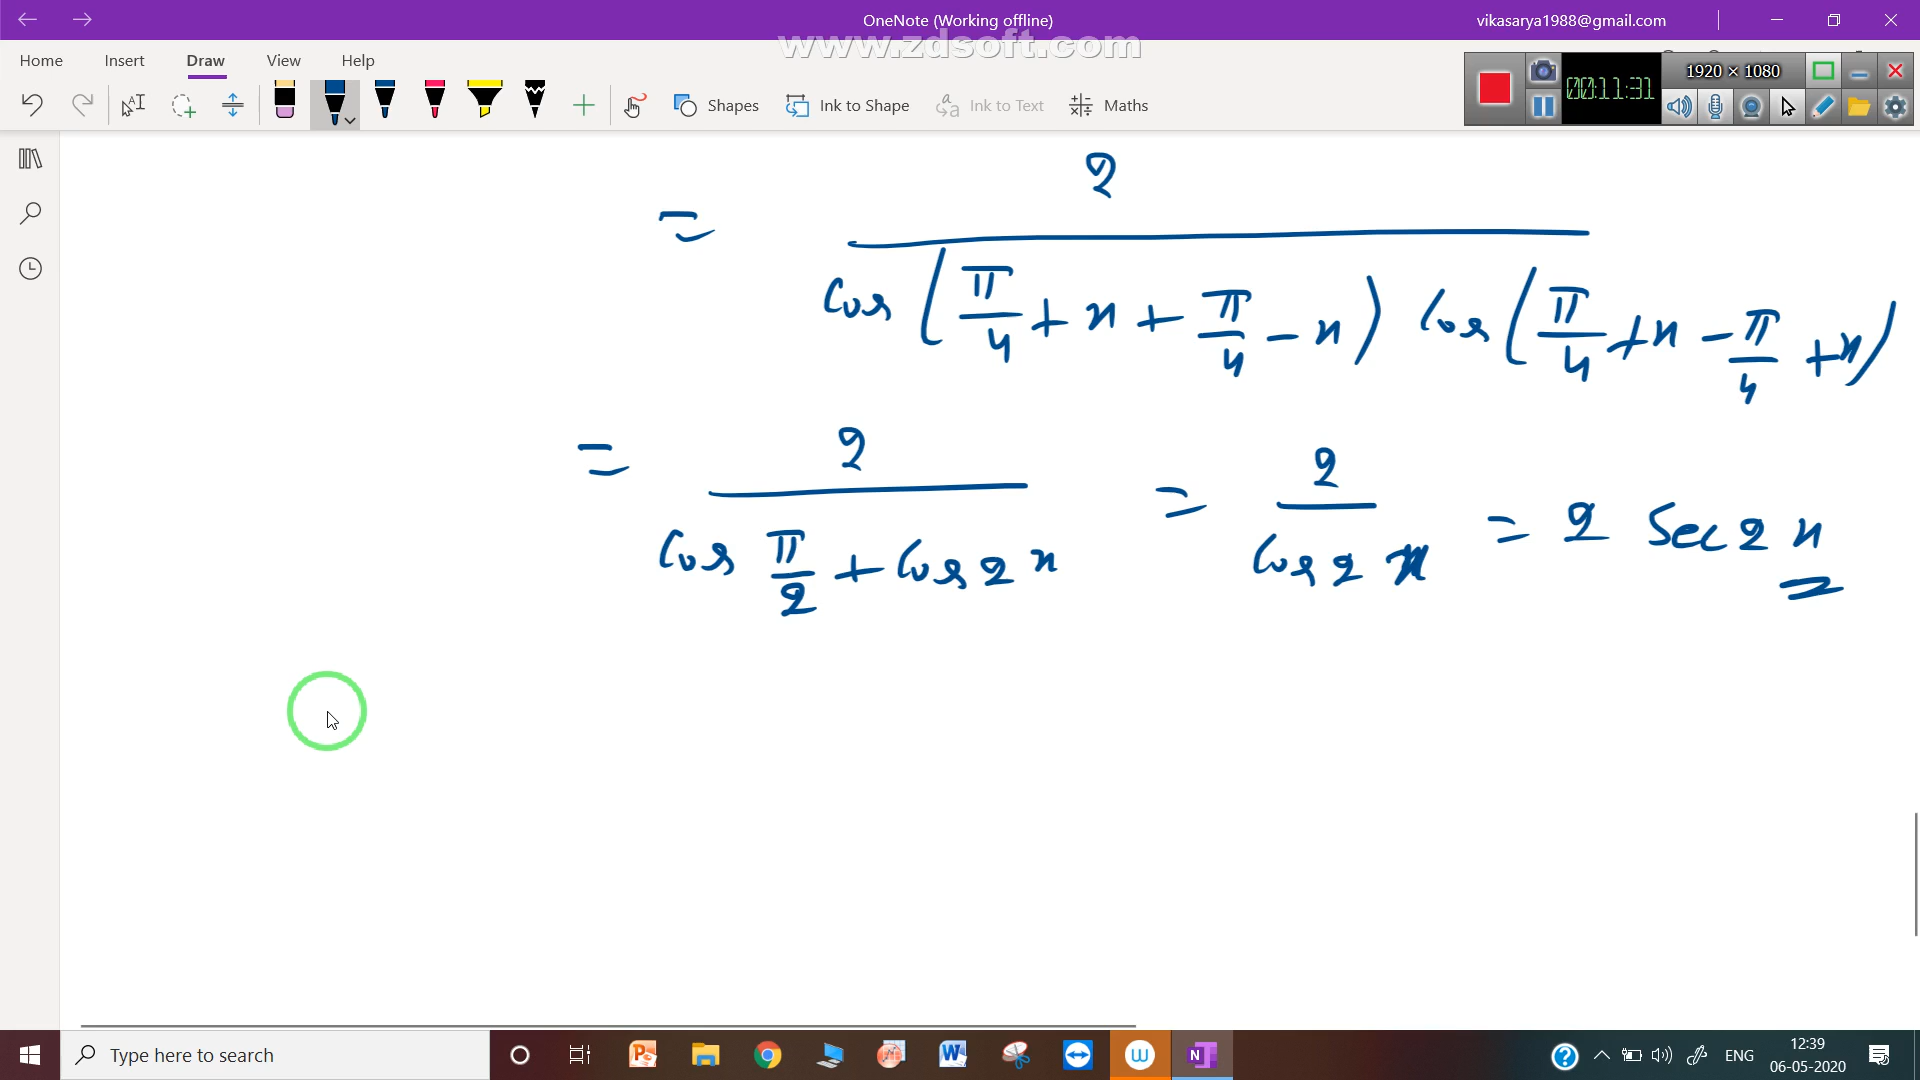 OneNote (Working offline)
vikasarya1988@gmail.com
www.zdsoft.com
Home Insert Draw View Help
1920 × 1080
00:11:31
Shapes Ink to Shape Ink to Text Maths
2
= cos (π/4 + x + π/4 - x) cos (π/4 + x - π/4 + x)
= 2 / cos π/2 + cos 2x = 2 / cos 2x = 2 sec 2x
Type here to search
ENG
12:39
06-05-2020